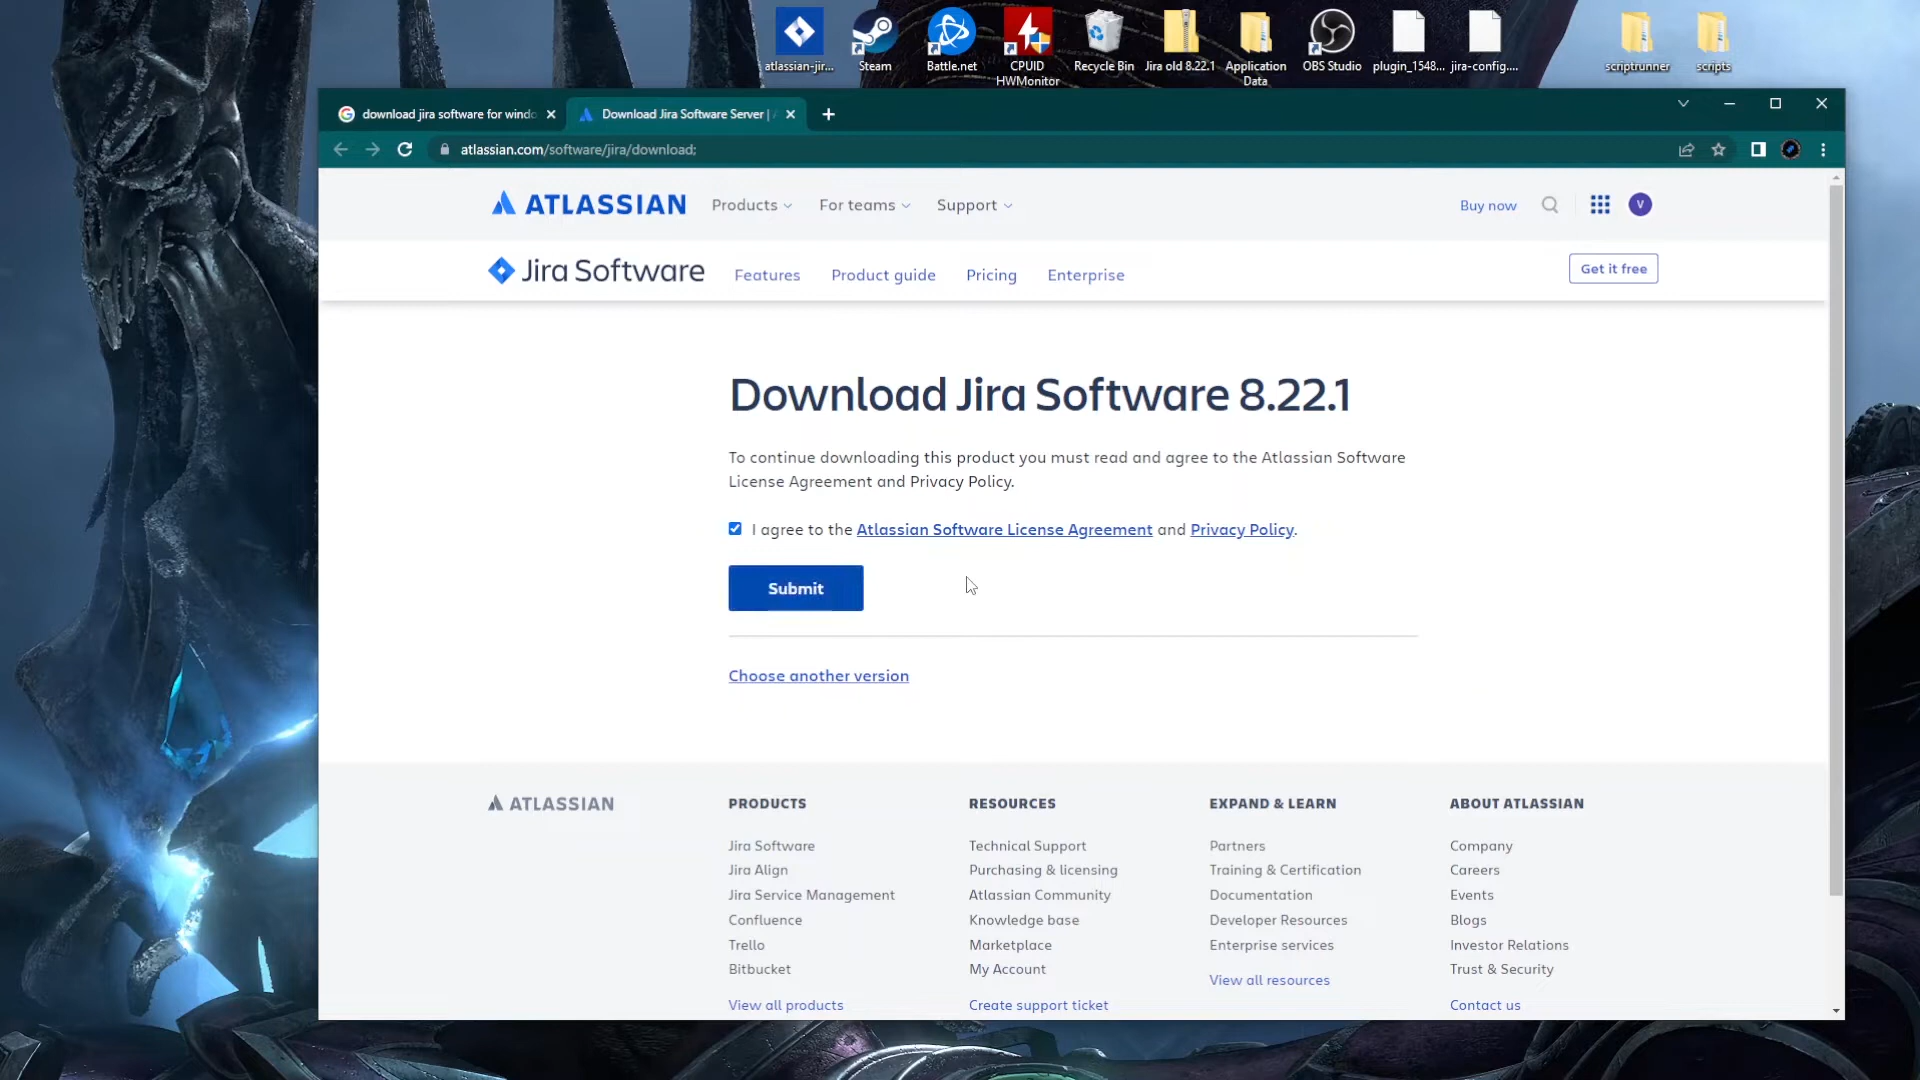 atlassian-jir...
Steam
Battle.net
CPUID
HWMonitor
Recycle Bin
Jira old 8.22.1
Application
Data
OBS Studio
plugin_1548...
jira-config....
scriptrunner
scripts
download jira software for windo
Download Jira Software Server |
atlassian.com/software/jira/download;
ATLASSIAN
Products
For teams
Support
Buy now
V
Jira Software
Features
Product guide
Pricing
Enterprise
Get it free
Download Jira Software 8.22.1
To continue downloading this product you must read and agree to the Atlassian Software
License Agreement and Privacy Policy.
I agree to the Atlassian Software License Agreement and Privacy Policy.
Submit
Choose another version
ATLASSIAN
PRODUCTS
Jira Software
Jira Align
Jira Service Management
Confluence
Trello
Bitbucket
View all products
RESOURCES
Technical Support
Purchasing & licensing
Atlassian Community
Knowledge base
Marketplace
My Account
Create support ticket
EXPAND & LEARN
Partners
Training & Certification
Documentation
Developer Resources
Enterprise services
View all resources
ABOUT ATLASSIAN
Company
Careers
Events
Blogs
Investor Relations
Trust & Security
Contact us